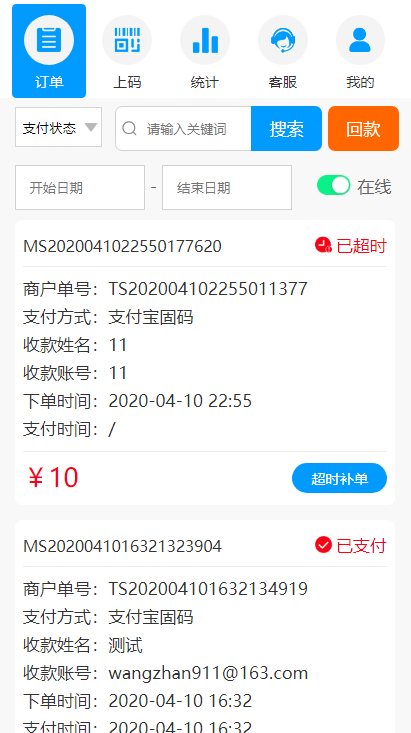 订单 上码 统计 客服 我的
支付状态 请输入关键词 搜索 回款
开始日期 - 结束日期 在线
MS2020041022550177620 已超时
商户单号：TS202004102255011377
支付方式：支付宝固码
收款姓名：11
收款账号：11
下单时间：2020-04-10 22:55
支付时间：/
￥10 超时补单
MS2020041016321323904 已支付
商户单号：TS202004101632134919
支付方式：支付宝固码
收款姓名：测试
收款账号：wangzhan911@163.com
下单时间：2020-04-10 16:32
支付时间：2020-04-10 16:32